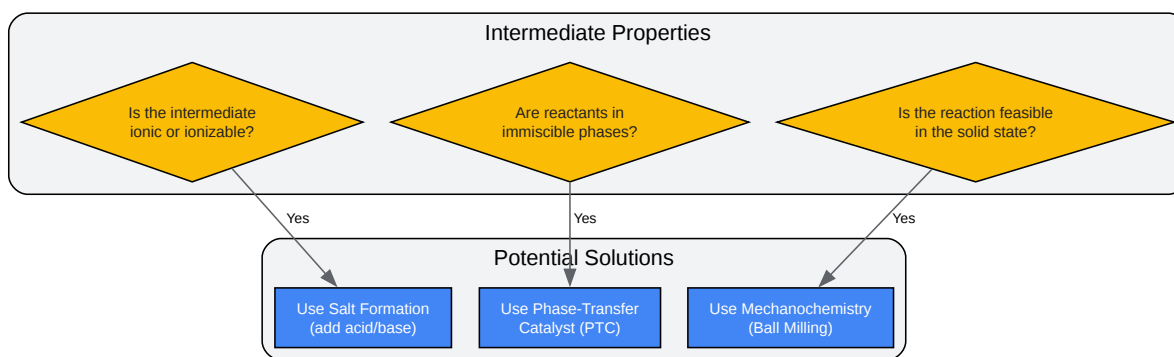 Intermediate Properties
Is the intermediate
ionic or ionizable?
Are reactants in
immiscible phases?
Is the reaction feasible
in the solid state?
Yes
Yes
Yes
Potential Solutions
Use Salt Formation
(add acid/base)
Use Phase-Transfer
Catalyst (PTC)
Use Mechanochemistry
(Ball Milling)